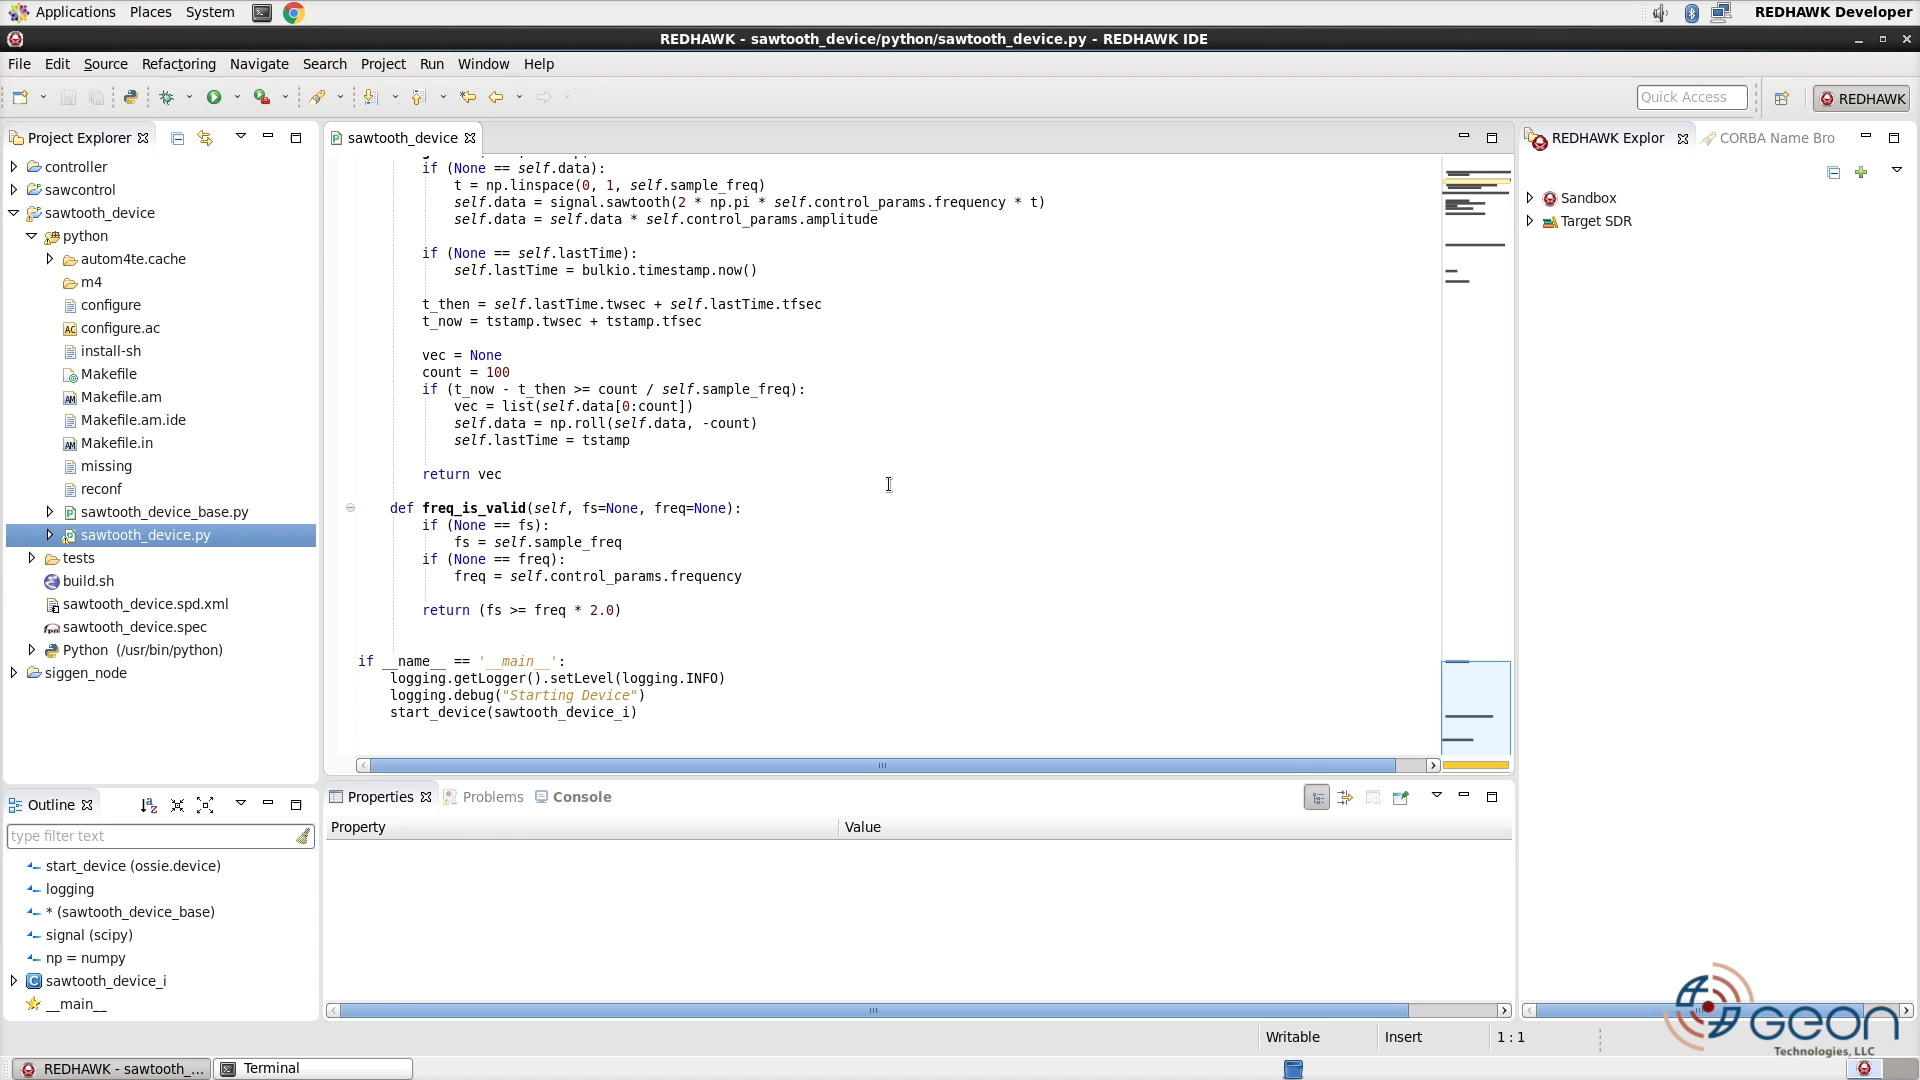 Applications Places System
REDHAWK Developer
REDHAWK - sawtooth_device/python/sawtooth_device.py - REDHAWK IDE
File Edit Source Refactoring Navigate Search Project Run Window Help
Quick Access
REDHAWK
Project Explorer
controller
sawcontrol
sawtooth_device
python
autom4te.cache
m4
configure
configure.ac
install-sh
Makefile
Makefile.am
Makefile.am.ide
Makefile.in
missing
reconf
sawtooth_device_base.py
sawtooth_device.py
tests
build.sh
sawtooth_device.spd.xml
sawtooth_device.spec
Python (/usr/bin/python)
siggen_node
sawtooth_device
if (None == self.data):
t = np.linspace(0, 1, self.sample_freq)
self.data = signal.sawtooth(2 * np.pi * self.control_params.frequency * t)
self.data = self.data * self.control_params.amplitude
if (None == self.lastTime):
self.lastTime = bulkio.timestamp.now()
t_then = self.lastTime.twsec + self.lastTime.tfsec
t_now = tstamp.twsec + tstamp.tfsec
vec = None
count = 100
if (t_now - t_then >= count / self.sample_freq):
vec = list(self.data[0:count])
self.data = np.roll(self.data, -count)
self.lastTime = tstamp
return vec
def freq_is_valid(self, fs=None, freq=None):
if (None == fs):
fs = self.sample_freq
if (None == freq):
freq = self.control_params.frequency
return (fs >= freq * 2.0)
if __name__ == '__main__':
logging.getLogger().setLevel(logging.INFO)
logging.debug("Starting Device")
start_device(sawtooth_device_i)
REDHAWK Explor
CORBA Name Bro
Sandbox
Target SDR
Outline
type filter text
start_device (ossie.device)
logging
* (sawtooth_device_base)
signal (scipy)
np = numpy
sawtooth_device_i
__main__
Properties
Problems
Console
Property Value
Writable Insert 1 : 1
Geon
Technologies, LLC
REDHAWK - sawtooth_...
Terminal